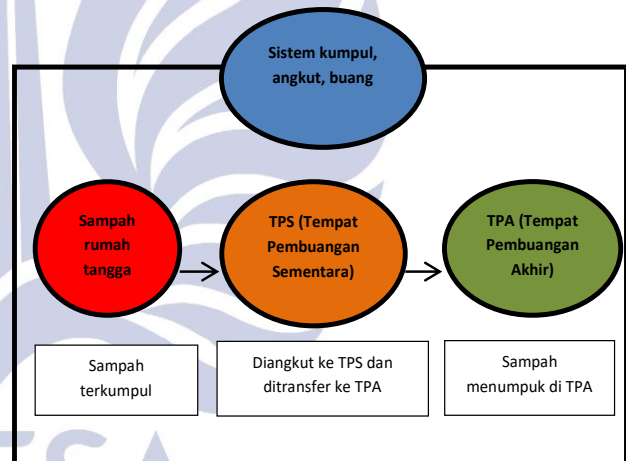 Sistem kumpul,
angkut, buang
Sampah
rumah
tangga
TPS (Tempat
Pembuangan
Sementara)
TPA (Tempat
Pembuangan
Akhir)
Sampah
terkumpul
Diangkut ke TPS dan
ditransfer ke TPA
Sampah
menumpuk di TPA